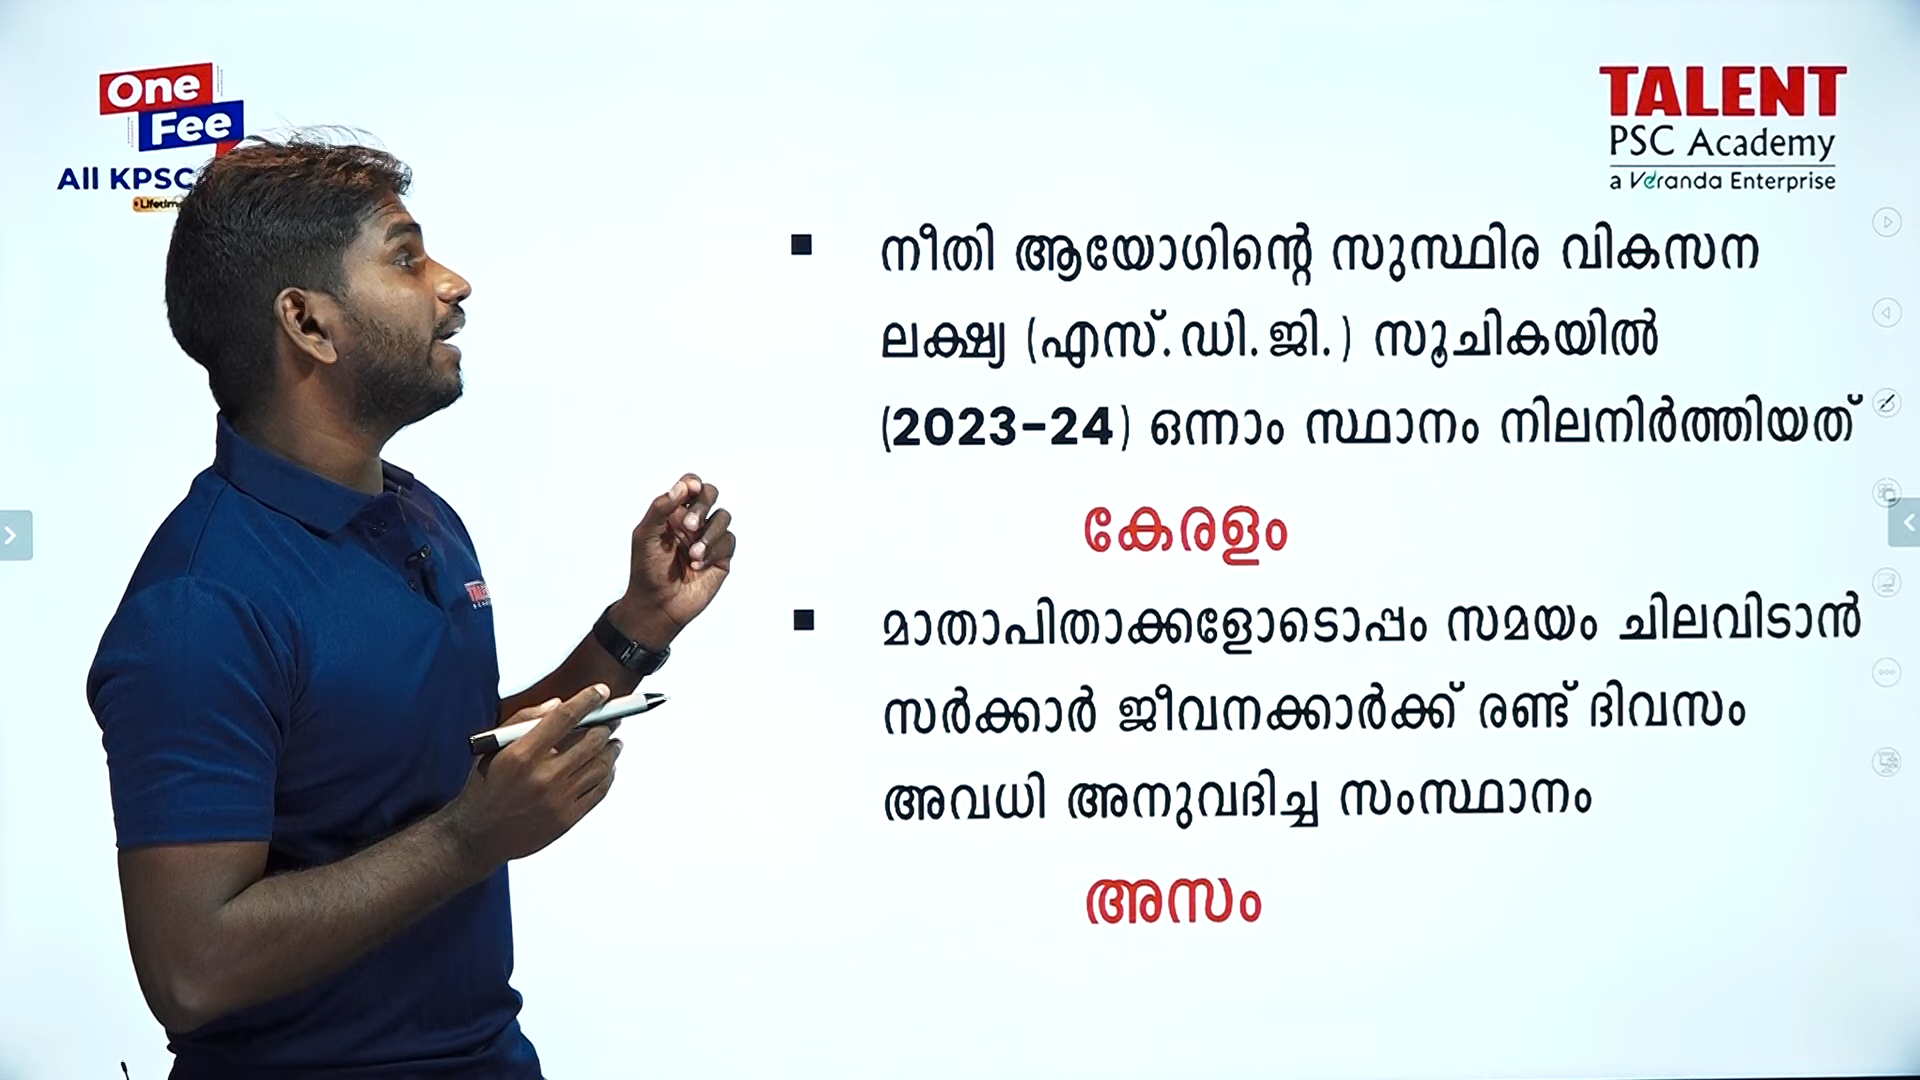 One
Fee
All KPSC
Lifetim
TALENT
PSC Academy
a Veranda Enterprise
▪ നീതി ആയോഗിന്റെ സുസ്ഥിര വികസന
ലക്ഷ്യ (എസ്.ഡി.ജി.) സൂചികയിൽ
(2023-24) ഒന്നാം സ്ഥാനം നിലനിർത്തിയത്
കേരളം
▪ മാതാപിതാക്കളോടൊപ്പം സമയം ചിലവിടാൻ
സർക്കാർ ജീവനക്കാർക്ക് രണ്ട് ദിവസം
അവധി അനുവദിച്ച സംസ്ഥാനം
അസം